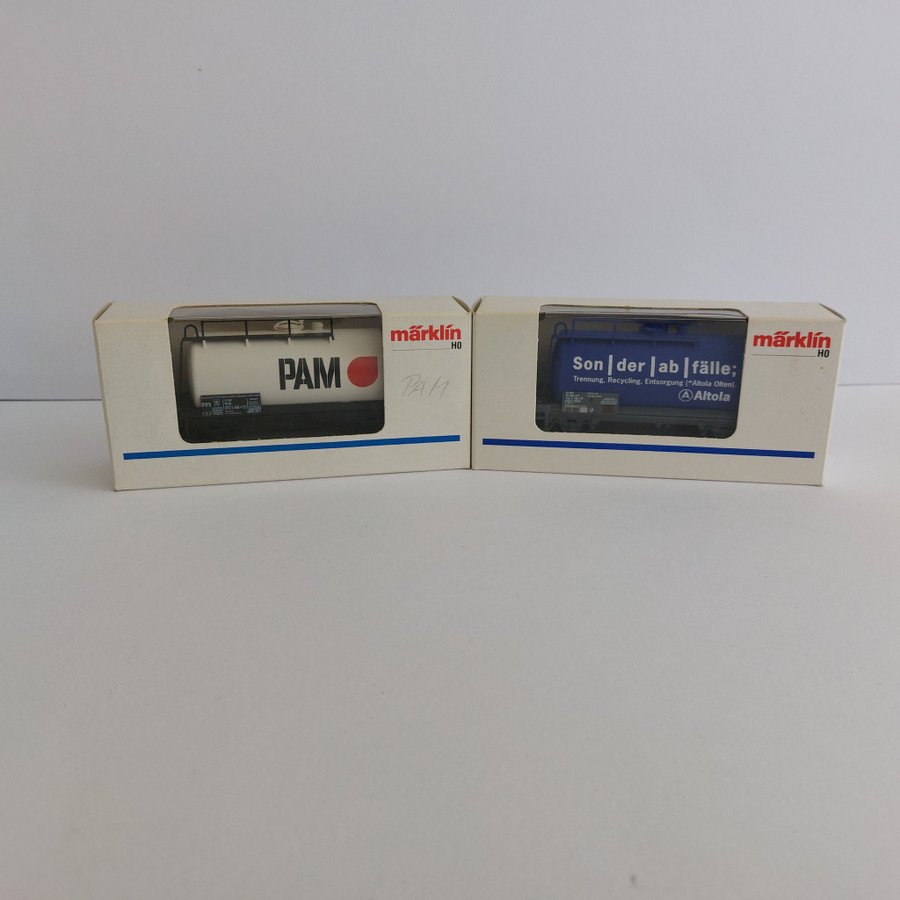 PAM
märklin
H0
PAM
Son|der|ab|fälle;
Trennung, Recycling, Entsorgung (*Altola Olten).
Altola
märklin
H0